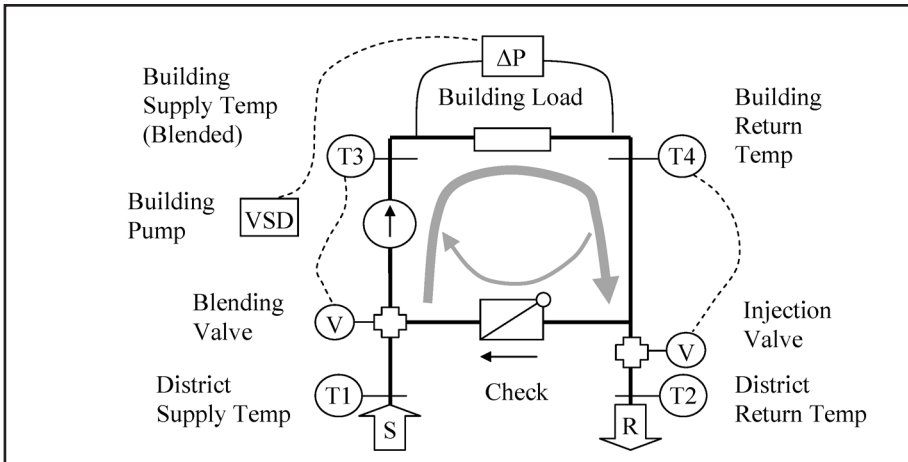 ΔP
Building
Supply Temp
(Blended)
Building Load
Building
Return
Temp
T3
T4
Building
Pump
VSD
Blending
Valve
V
V
Injection
Valve
District
Supply Temp
T1
Check
T2
District
Return Temp
S
R